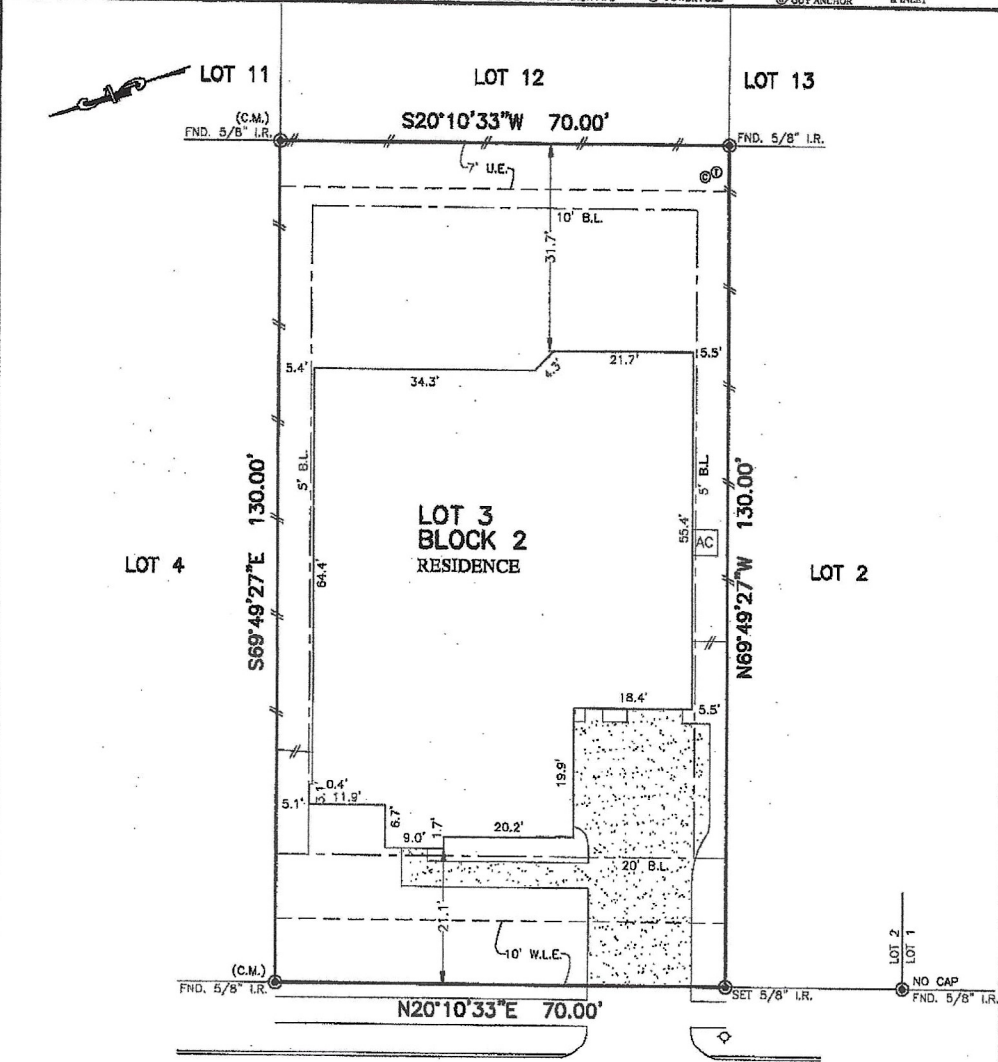 GUY ANCHOR
LOT 11
LOT 12
LOT 13
(C.M.)
FND. 5/8" I.R.
S20°10'33"W 70.00'
FND. 5/8" I.R.
7' U.E.
C T
10' B.L.
31.7'
5.4'
34.3'
4.3'
21.7'
5.5'
5' B.L.
5' B.L.
S69°49'27"E 130.00'
N69°49'27"W 130.00'
LOT 3
BLOCK 2
RESIDENCE
55.4'
AC
LOT 4
LOT 2
64.4'
18.4'
5.5'
19.9'
0.4'
3.1'
5.1'
11.9'
6.7'
9.0'
1.7'
20.2'
20' B.L.
21.1'
10' W.L.E.
LOT 2
LOT 1
(C.M.)
FND. 5/8" I.R.
SET 5/8" I.R.
NO CAP
FND. 5/8" I.R.
N20°10'33"E 70.00'